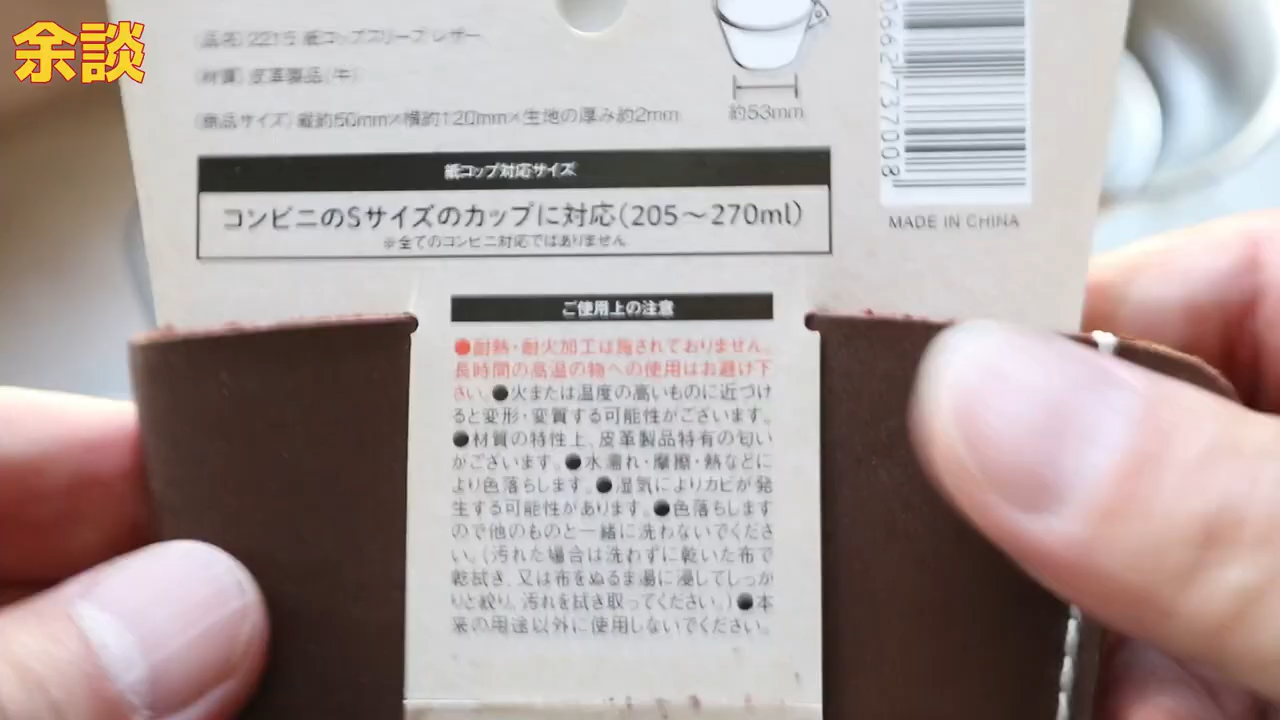 余談
(品名) 2215 紙コップスリーブ レザー
(材質) 皮革製品(牛)
(商品サイズ) 縦約50mm×横約120mm×生地の厚み約2mm
約53mm
0662 737008
MADE IN CHINA
紙コップ対応サイズ
コンビニのSサイズのカップに対応(205～270ml)
※全てのコンビニ対応ではありません
ご使用上の注意
●耐熱・耐火加工は施されておりません。
長時間の高温の物への使用はお避け下
さい。●火または温度の高いものに近づけ
ると変形・変質する可能性がございます。
●材質の特性上、皮革製品特有の匂い
がございます。●水濡れ・摩擦・熱などに
より色落ちします。●湿気によりカビが発
生する可能性があります。●色落ちします
ので他のものと一緒に洗わないでくださ
い。(汚れた場合は洗わずに乾いた布で
乾拭き、又は布をぬるま湯に浸してしっか
りと絞り、汚れを拭き取ってください。)●本
来の用途以外に使用しないでください。